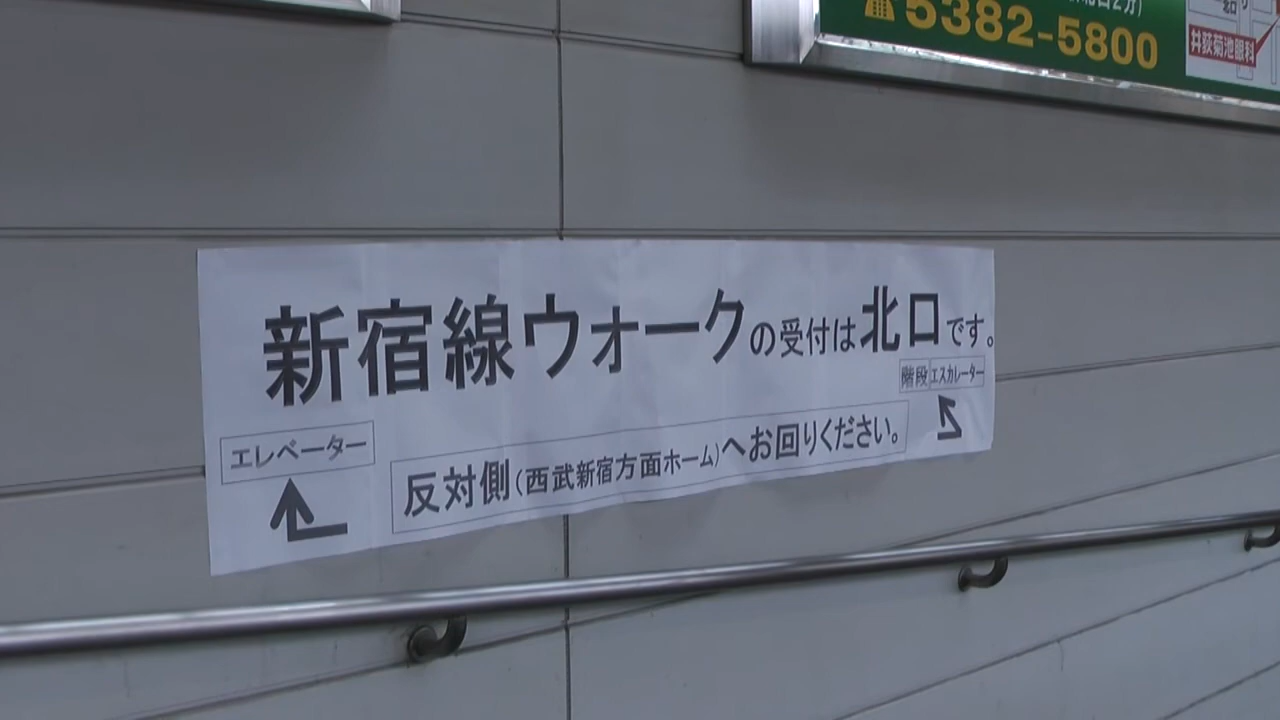 5382-5800
井荻菊池眼科
新宿線ウォークの受付は北口です。
階段 エスカレーター
エレベーター
反対側(西武新宿方面ホーム)へお回りください。